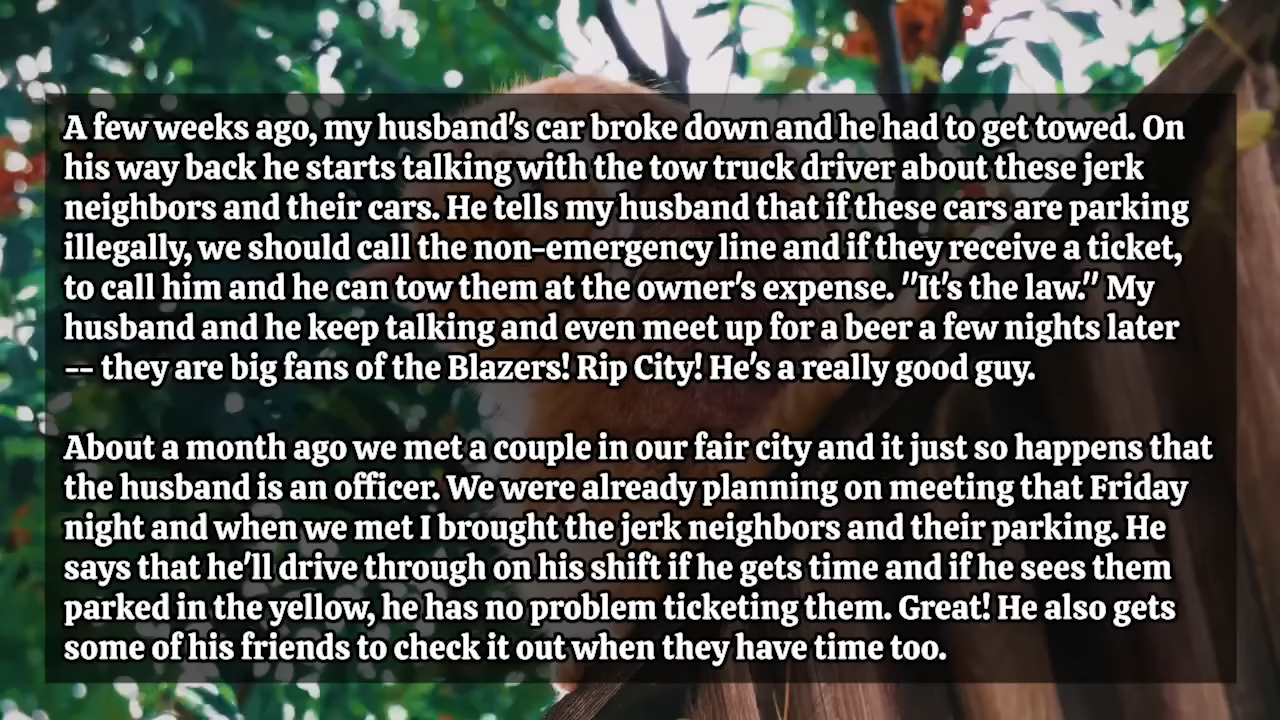 A few weeks ago, my husband's car broke down and he had to get towed. On
his way back he starts talking with the tow truck driver about these jerk
neighbors and their cars. He tells my husband that if these cars are parking
illegally, we should call the non-emergency line and if they receive a ticket,
to call him and he can tow them at the owner's expense. "It's the law." My
husband and he keep talking and even meet up for a beer a few nights later
-- they are big fans of the Blazers! Rip City! He's a really good guy.
About a month ago we met a couple in our fair city and it just so happens that
the husband is an officer. We were already planning on meeting that Friday
night and when we met I brought the jerk neighbors and their parking. He
says that he'll drive through on his shift if he gets time and if he sees them
parked in the yellow, he has no problem ticketing them. Great! He also gets
some of his friends to check it out when they have time too.